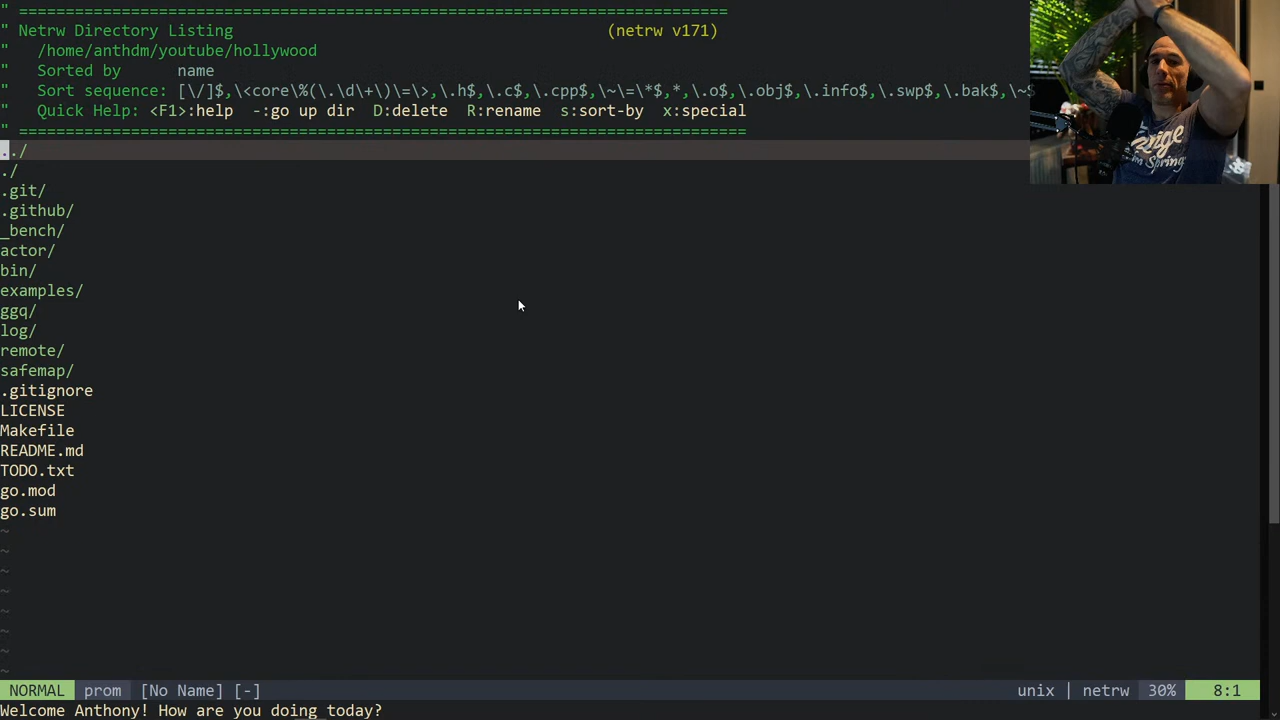 " ============================================================================
" Netrw Directory Listing (netrw v171)
" /home/anthdm/youtube/hollywood
" Sorted by name
" Sort sequence: [\/]$,\<core\%(\.\d\+\)\=\>,\.h$,\.c$,\.cpp$,\~\=\*$,*,\.o$,\.obj$,\.info$,\.swp$,\.bak$,\~$
" Quick Help: <F1>:help -:go up dir D:delete R:rename s:sort-by x:special
" ==============================================================================
../
./
.git/
.github/
_bench/
actor/
bin/
examples/
ggq/
log/
remote/
safemap/
.gitignore
LICENSE
Makefile
README.md
TODO.txt
go.mod
go.sum
~
~
~
~
~
~
~
~
NORMAL prom [No Name] [-] unix | netrw 30% 8:1
Welcome Anthony! How are you doing today?